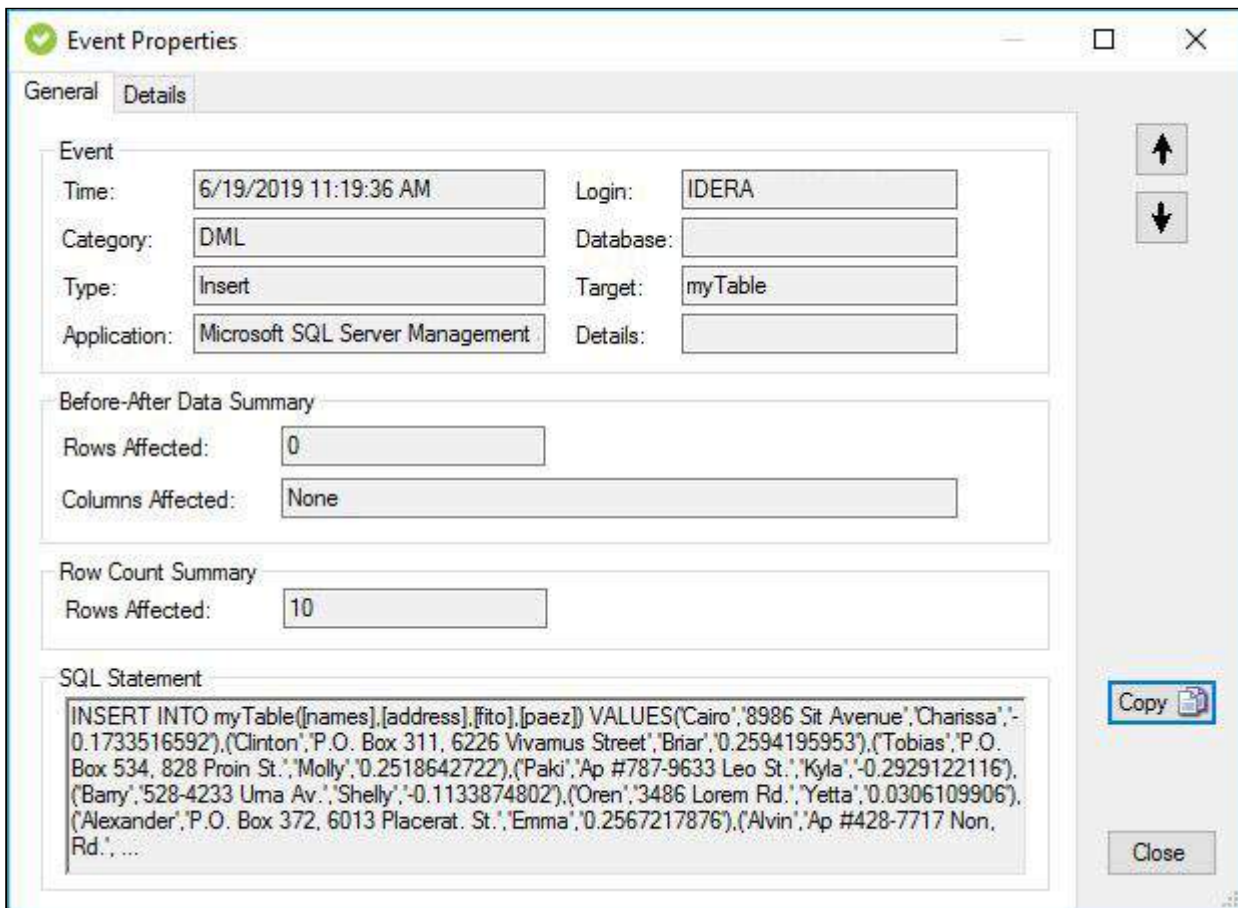 Event Properties
General Details
Event
Time: 6/19/2019 11:19:36 AM Login: IDERA
Category: DML Database:
Type: Insert Target: myTable
Application: Microsoft SQL Server Management Details:
Before-After Data Summary
Rows Affected: 0
Columns Affected: None
Row Count Summary
Rows Affected: 10
SQL Statement
INSERT INTO myTable([names],[address],[fito],[paez]) VALUES('Cairo','8986 Sit Avenue','Charissa','-
0.1733516592'),('Clinton','P.O. Box 311, 6226 Vivamus Street','Briar','0.2594195953'),('Tobias','P.O.
Box 534, 828 Proin St.','Molly','0.2518642722'),('Paki','Ap #787-9633 Leo St.','Kyla','-0.2929122116'),
('Barry','528-4233 Urna Av.','Shelly','-0.1133874802'),('Oren','3486 Lorem Rd.','Yetta','0.0306109906'),
('Alexander','P.O. Box 372, 6013 Placerat. St.','Emma','0.2567217876'),('Alvin','Ap #428-7717 Non,
Rd.', ...
Copy
Close